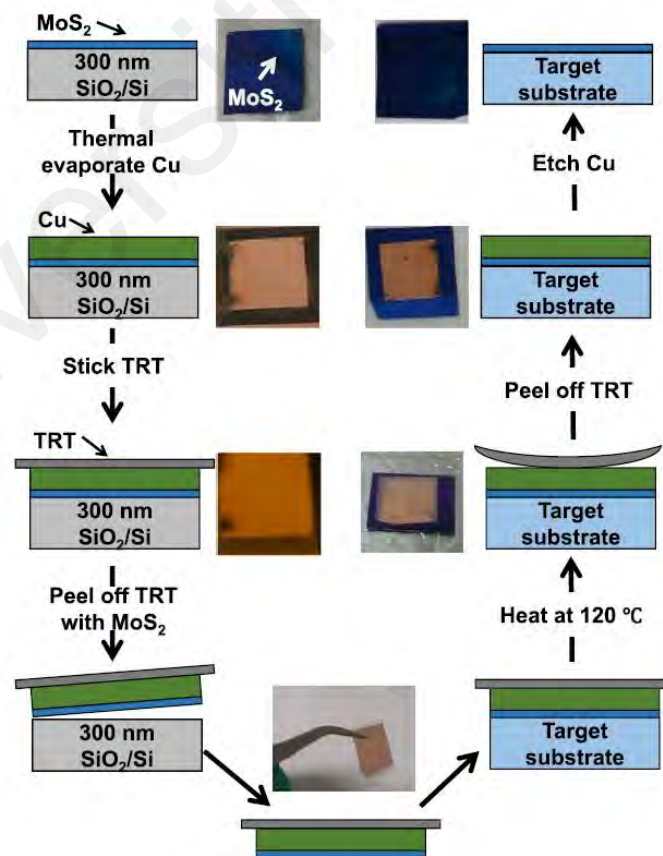 MoS₂
300 nm
SiO₂/Si
MoS₂
Thermal
evaporate Cu
Cu
300 nm
SiO₂/Si
Stick TRT
TRT
300 nm
SiO₂/Si
Peel off TRT
with MoS₂
300 nm
SiO₂/Si
Target
substrate
Heat at 120 ℃
Target
substrate
Peel off TRT
Target
substrate
Etch Cu
Target
substrate